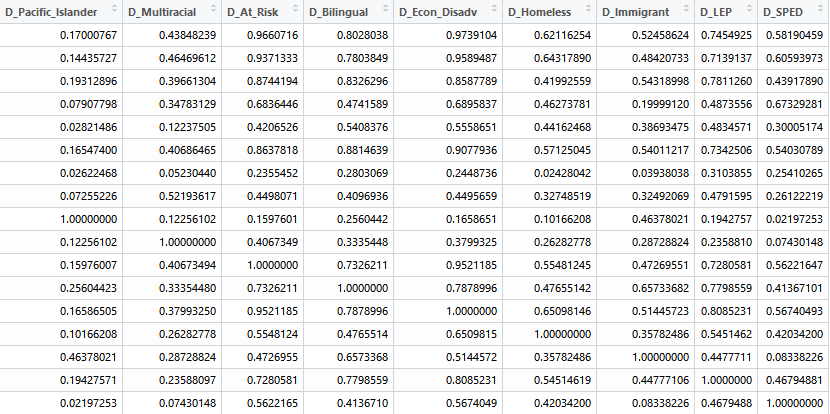 D_Pacific_Islander D_Multiracial D_At_Risk D_Bilingual D_Econ_Disadv D_Homeless D_Immigrant D_LEP D_SPED
0.17000767 0.43848239 0.9660716 0.8028038 0.9739104 0.62116254 0.52458624 0.7454925 0.58190459
0.14435727 0.46469612 0.9371333 0.7803849 0.9589487 0.64317890 0.48420733 0.7139137 0.60593973
0.19312896 0.39661304 0.8744194 0.8326296 0.8587789 0.41992559 0.54318998 0.7811260 0.43917890
0.07907798 0.34783129 0.6836446 0.4741589 0.6895837 0.46273781 0.19999120 0.4873556 0.67329281
0.02821486 0.12237505 0.4206526 0.5408376 0.5558651 0.44162468 0.38693475 0.4834571 0.30005174
0.16547400 0.40686465 0.8637818 0.8814639 0.9077936 0.57125045 0.54011217 0.7342506 0.54030789
0.02622468 0.05230440 0.2355452 0.2803069 0.2448736 0.02428042 0.03938038 0.3103855 0.25410265
0.07255226 0.52193617 0.4498071 0.4096936 0.4495659 0.32748519 0.32492069 0.4791595 0.26122219
1.00000000 0.12256102 0.1597601 0.2560442 0.1658651 0.10166208 0.46378021 0.1942757 0.02197253
0.12256102 1.00000000 0.4067349 0.3335448 0.3799325 0.26282778 0.28728824 0.2358810 0.07430148
0.15976007 0.40673494 1.0000000 0.7326211 0.9521185 0.55481245 0.47269551 0.7280581 0.56221647
0.25604423 0.33354480 0.7326211 1.0000000 0.7878996 0.47655142 0.65733682 0.7798559 0.41367101
0.16586505 0.37993250 0.9521185 0.7878996 1.0000000 0.65098146 0.51445723 0.8085231 0.56740493
0.10166208 0.26282778 0.5548124 0.4765514 0.6509815 1.00000000 0.35782486 0.5451462 0.42034200
0.46378021 0.28728824 0.4726955 0.6573368 0.5144572 0.35782486 1.00000000 0.4477711 0.08338226
0.19427571 0.23588097 0.7280581 0.7798559 0.8085231 0.54514619 0.44777106 1.0000000 0.46794881
0.02197253 0.07430148 0.5622165 0.4136710 0.5674049 0.42034200 0.08338226 0.4679488 1.00000000